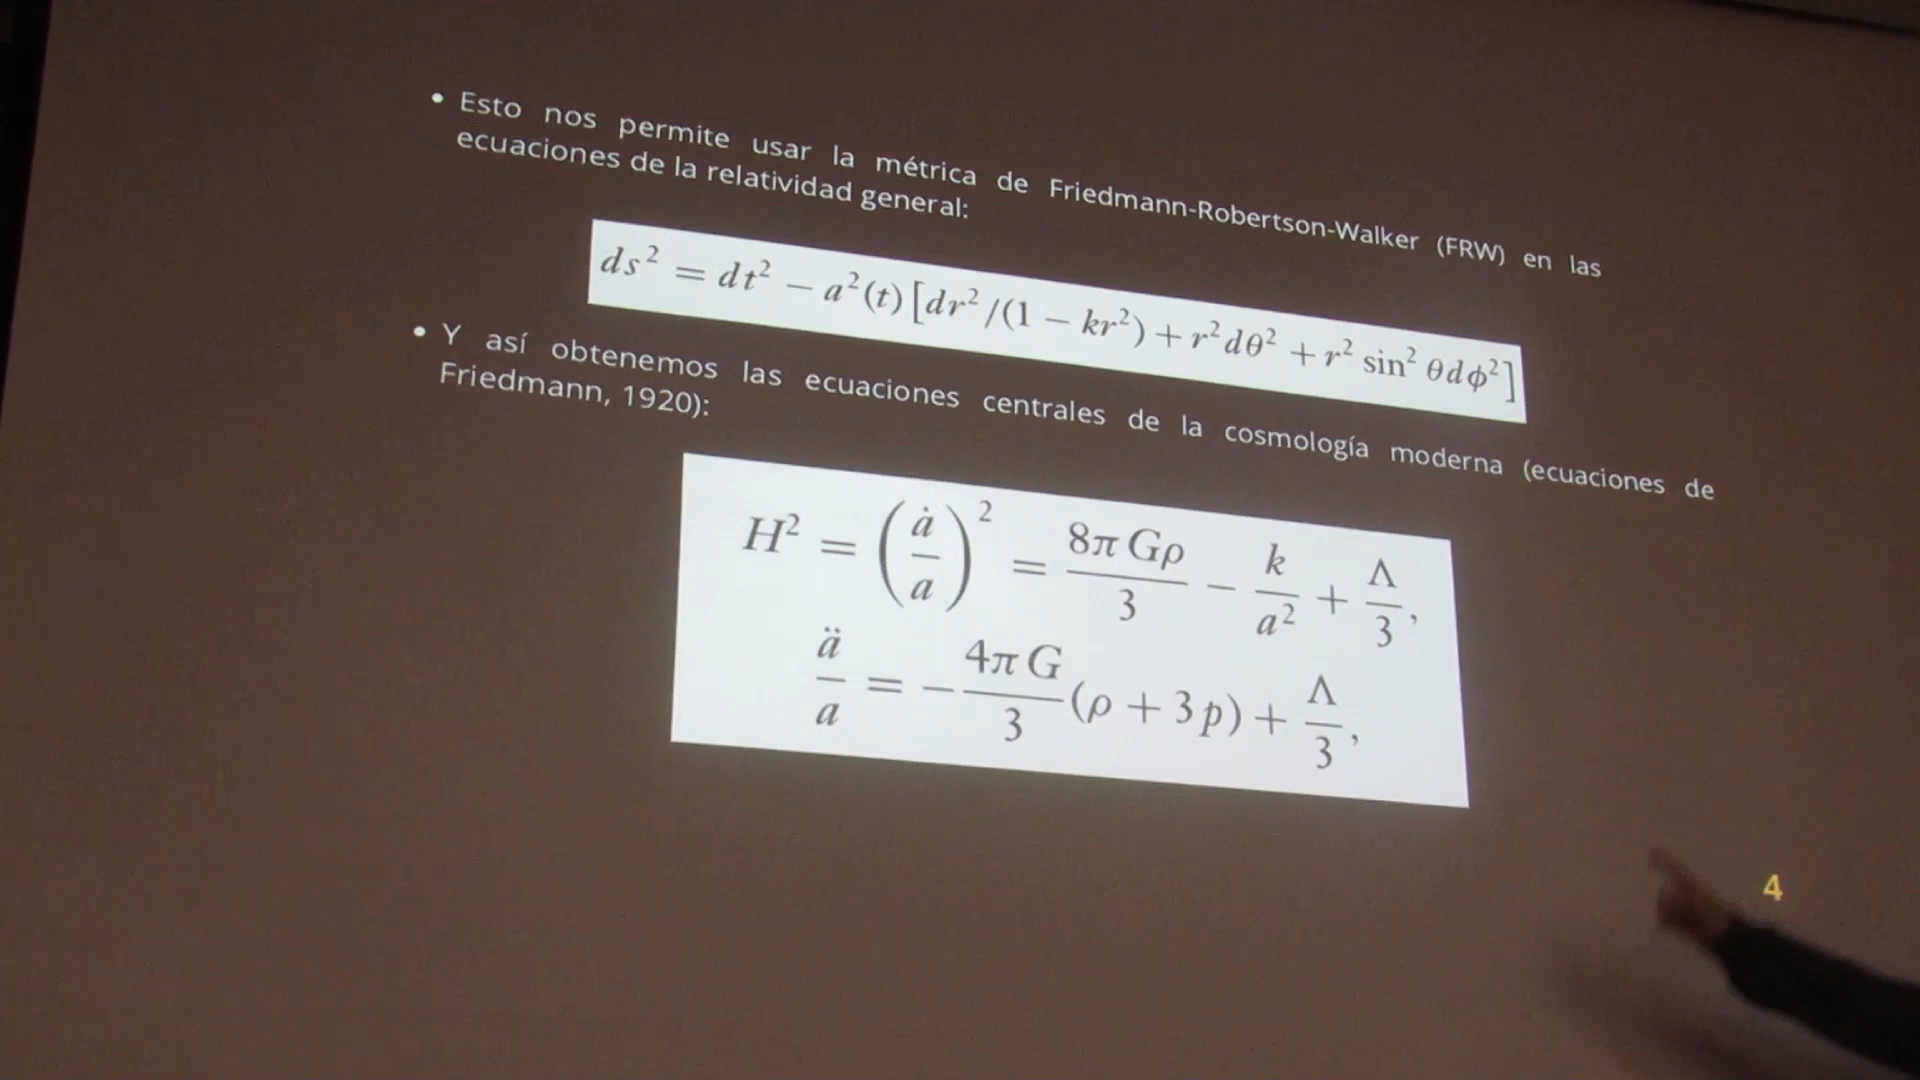 • Esto nos permite usar la métrica de Friedmann-Robertson-Walker (FRW) en las
ecuaciones de la relatividad general:
ds² = dt² − a²(t)[dr²/(1 − kr²) + r²dθ² + r² sin² θdϕ²]
• Y así obtenemos las ecuaciones centrales de la cosmología moderna (ecuaciones de
Friedmann, 1920):
H² = (ȧ/a)² = 8πGρ/3 − k/a² + Λ/3,
ä/a = −4πG/3(ρ + 3p) + Λ/3,
4